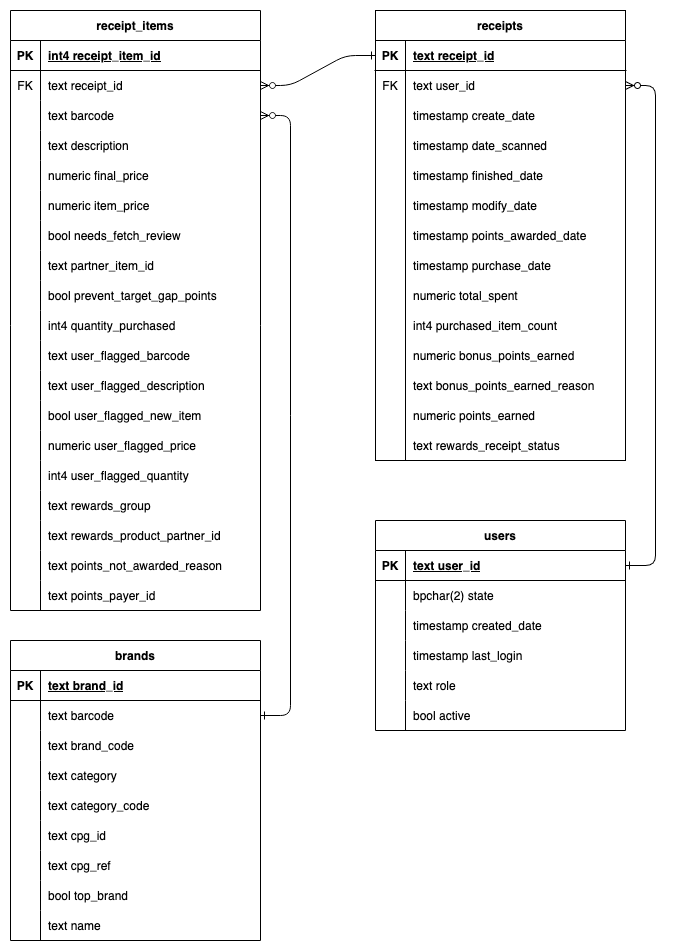 receipt_items
PK int4 receipt_item_id
FK text receipt_id
text barcode
text description
numeric final_price
numeric item_price
bool needs_fetch_review
text partner_item_id
bool prevent_target_gap_points
int4 quantity_purchased
text user_flagged_barcode
text user_flagged_description
bool user_flagged_new_item
numeric user_flagged_price
int4 user_flagged_quantity
text rewards_group
text rewards_product_partner_id
text points_not_awarded_reason
text points_payer_id
receipts
PK text receipt_id
FK text user_id
timestamp create_date
timestamp date_scanned
timestamp finished_date
timestamp modify_date
timestamp points_awarded_date
timestamp purchase_date
numeric total_spent
int4 purchased_item_count
numeric bonus_points_earned
text bonus_points_earned_reason
numeric points_earned
text rewards_receipt_status
users
PK text user_id
bpchar(2) state
timestamp created_date
timestamp last_login
text role
bool active
brands
PK text brand_id
text barcode
text brand_code
text category
text category_code
text cpg_id
text cpg_ref
bool top_brand
text name